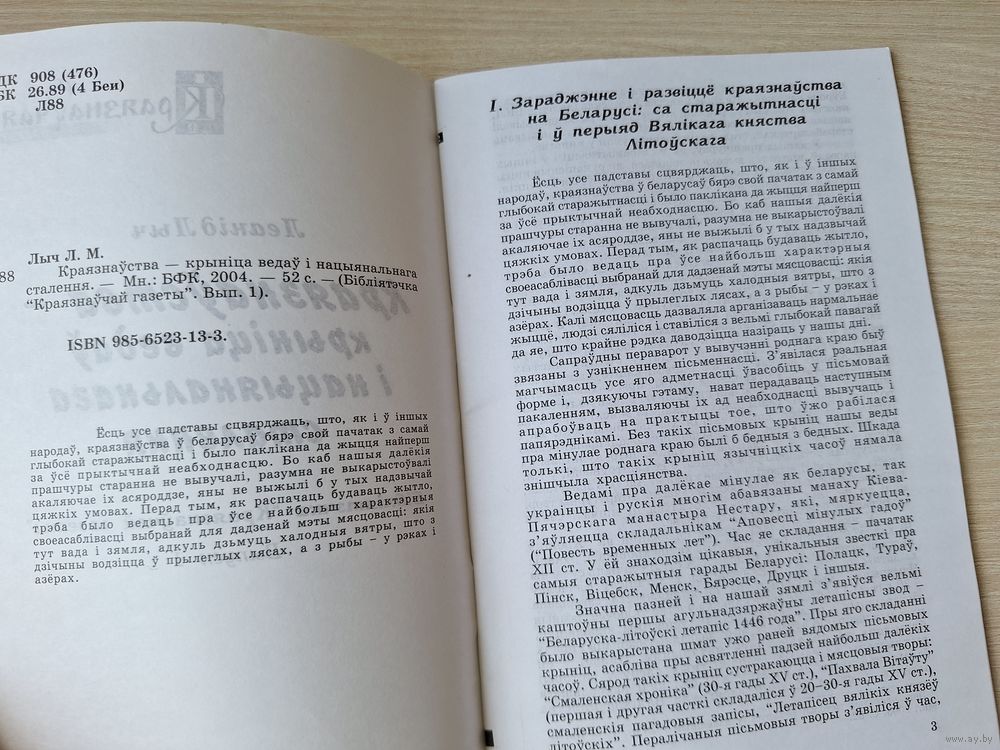 ДК 908 (476)
БК 26.89 (4 Беи)
Л88
Лыч Л. М.
88
Краязнаўства — крыніца ведаў і нацыянальнага
сталення. — Мн.: БФК, 2004. — 52 с. — (Бібліятэчка
“Краязнаўчай газеты”. Вып. 1).
ISBN 985-6523-13-3.
Ёсць усе падставы сцвярджаць, што, як і ў іншых
народаў, краязнаўства ў беларусаў бярэ свой пачатак з самай
глыбокай старажытнасці і было паклікана да жыцця найперш
за ўсё прыктычнай неабходнасцю. Бо каб нашыя далёкія
прашчуры старанна не вывучалі, разумна не выкарыстоўвалі
акаляючае іх асяроддзе, яны не выжылі б у тых надзвычай
цяжкіх умовах. Перад тым, як распачаць будаваць жытло,
трэба было ведаць пра ўсе найбольш характэрныя
своеасаблівасці выбранай для дадзенай мэты мясцовасці: якія
тут вада і зямля, адкуль дзьмуць халодныя вятры, што з
дзічыны водзіцца ў прылеглых лясах, а з рыбы – у рэках і
азёрах.
І. Зараджэнне і развіццё краязнаўства
на Беларусі: са старажытнасці
і ў перыяд Вялікага княства
Літоўскага
Ёсць усе падставы сцвярджаць, што, як і ў іншых
народаў, краязнаўства ў беларусаў бярэ свой пачатак з самай
глыбокай старажытнасці і было паклікана да жыцця найперш
за ўсё прыктычнай неабходнасцю. Бо каб нашыя далёкія
прашчуры старанна не вывучалі, разумна не выкарыстоўвалі
акаляючае іх асяроддзе, яны не выжылі б у тых надзвычай
цяжкіх умовах. Перад тым, як распачаць будаваць жытло,
трэба было ведаць пра ўсе найбольш характэрныя
своеасаблівасці выбранай для дадзенай мэты мясцовасці: якія
тут вада і зямля, адкуль дзьмуць халодныя вятры, што з
дзічыны водзіцца ў прылеглых лясах, а з рыбы – у рэках і
азёрах. Калі мясцовасць дазваляла арганізаваць нармальнае
жыццё, людзі сяліліся і ставіліся з вельмі глыбокай павагай
да яе, што крайне рэдка даводзіцца назіраць у нашы дні.
Сапраўдны пераварот у вывучэнні роднага краю быў
звязаны з узнікненнем пісьменнасці. З’явілася рэальная
магчымасць усе яго адметнасці ўвасобіць у пісьмовай
форме і, дзякуючы гэтаму, нават перадаваць наступным
пакаленням, вызваляючы іх ад неабходнасці вывучаць і
апрабоўваць на практыцы тое, што ўжо рабілася
папярэднікамі. Без такіх пісьмовых крыніц нашы веды
пра мінулае роднага краю былі б бедныя з бедных. Шкада
толькі, што такіх крыніц язычніцкіх часоў нямала
знішчыла хрысціянства.
Ведамі пра далёкае мінулае як беларусы, так
украінцы і рускія многім абавязаны манаху Кіева-
Пячэрскага манастыра Нестару, які, мяркуецца,
з’яўляецца складальнікам “Аповесці мінулых гадоў”
(“Повесть временных лет”). Час яе складання – пачатак
ХІІ ст. У ёй знаходзім цікавыя, унікальныя звесткі пра
самыя старажытныя гарады Беларусі: Полацк, Тураў,
Пінск, Віцебск, Менск, Бярэсце, Друцк і іншыя.
Значна пазней і на нашай зямлі з’явіўся вельмі
каштоўны першы агульнадзяржаўны летапісны звод –
“Беларуска-літоўскі летапіс 1446 года”. Пры яго складанні
было выкарыстана шмат ужо раней вядомых пісьмовых
крыніц, асабліва пры асвятленні падзей найбольш далёкіх
часоў. Сярод такіх крыніц сустракаюцца і мясцовыя творы:
“Смаленская хроніка” (30-я гады XV ст.), “Пахвала Вітаўту”
(першая і другая часткі складаліся ў 20–30-я гады XV ст.),
смаленскія пагадовыя запісы, “Летапісец вялікіх князёў
літоўскіх”. Пералічаныя пісьмовыя творы з’явіліся ў час,
3
www.ay.by